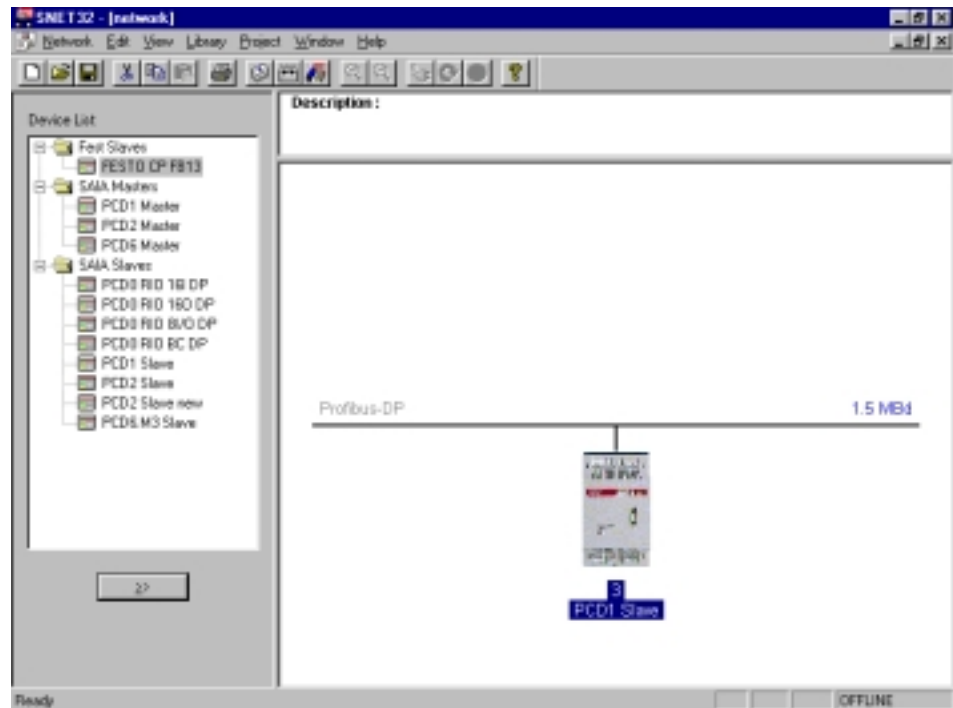 SNET32 - [network]
Network Edit View Library Project Window Help
Description :
Device List
Fest Slaves
FESTO CP FB13
SAIA Masters
PCD1 Master
PCD2 Master
PCD6 Master
SAIA Slaves
PCD0 RIO 16I DP
PCD0 RIO 16O DP
PCD0 RIO 8I/O DP
PCD0 RIO BC DP
PCD1 Slave
PCD2 Slave
PCD2 Slave new
PCD6.M3 Slave
Profibus-DP
1.5 MBd
3
PCD1 Slave
>>
Ready
OFFLINE